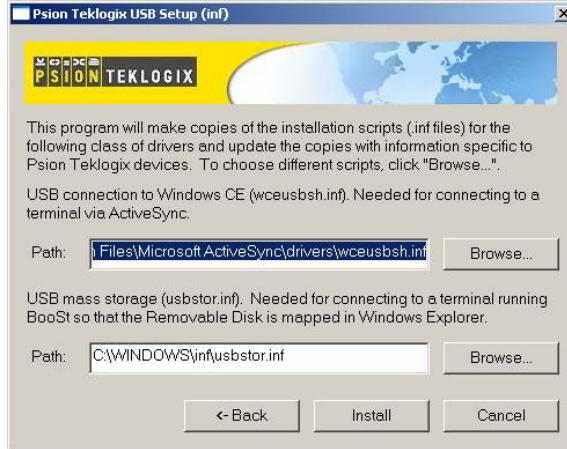 Psion Teklogix USB Setup (inf)
PSION TEKLOGIX
This program will make copies of the installation scripts (.inf files) for the
following class of drivers and update the copies with information specific to
Psion Teklogix devices. To choose different scripts, click "Browse...".
USB connection to Windows CE (wceusbsh.inf). Needed for connecting to a
terminal via ActiveSync.
Path: Files\Microsoft ActiveSync\drivers\wceusbsh.inf Browse...
USB mass storage (usbstor.inf). Needed for connecting to a terminal running
BooSt so that the Removable Disk is mapped in Windows Explorer.
Path: C:\WINDOWS\inf\usbstor.inf Browse...
<- Back Install Cancel